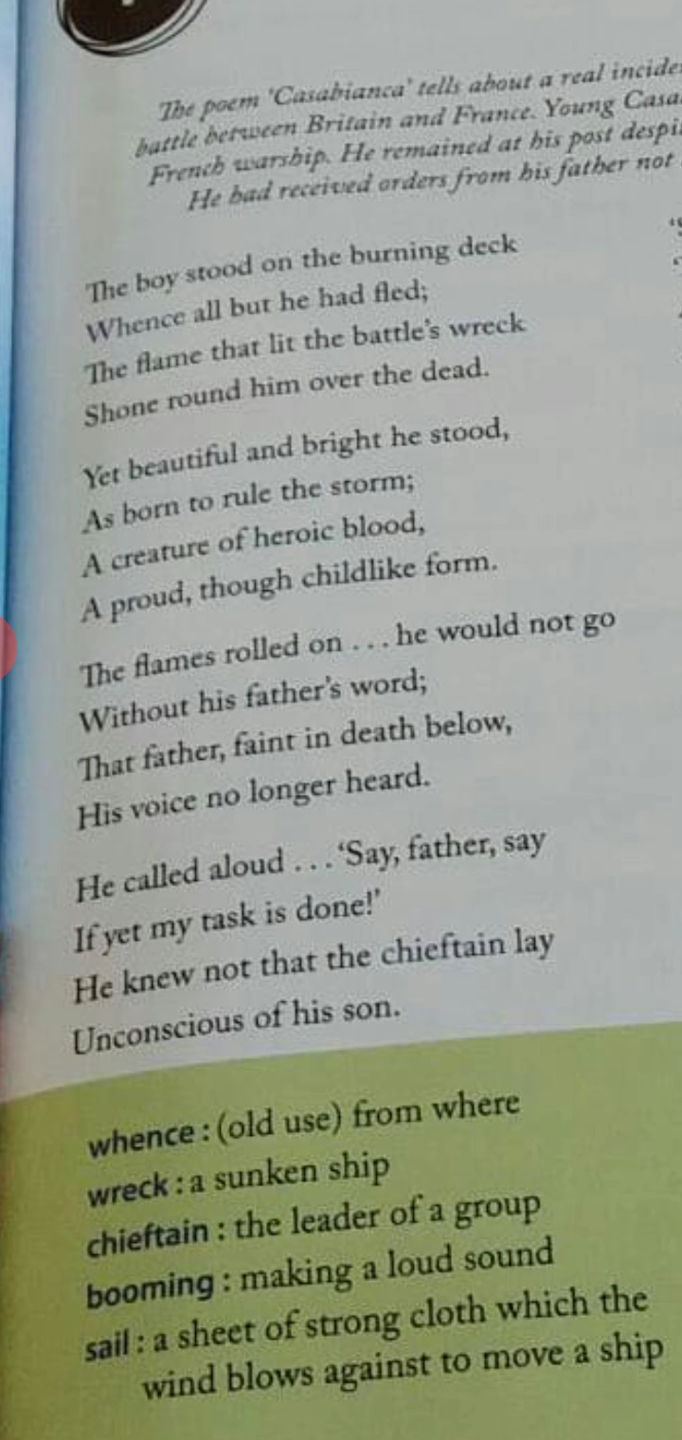 The poem 'Casabianca' tells about a real
battle between Britain and France. Young
French warship. He remained at his post
He had received orders from his father not
The boy stood on the burning deck
Whence all but he had fled;
The flame that lit the battle's wreck
Shone round him over the dead.
Yet beautiful and bright he stood,
As born to rule the storm;
A creature of heroic blood,
A proud, though childlike form.
The flames rolled on . . . he would not go
Without his father's word;
That father, faint in death below,
His voice no longer heard.
He called aloud . . . 'Say, father, say
If yet my task is done!'
He knew not that the chieftain lay
Unconscious of his son.
whence : (old use) from where
wreck : a sunken ship
chieftain : the leader of a group
booming : making a loud sound
sail : a sheet of strong cloth which the
wind blows against to move a ship